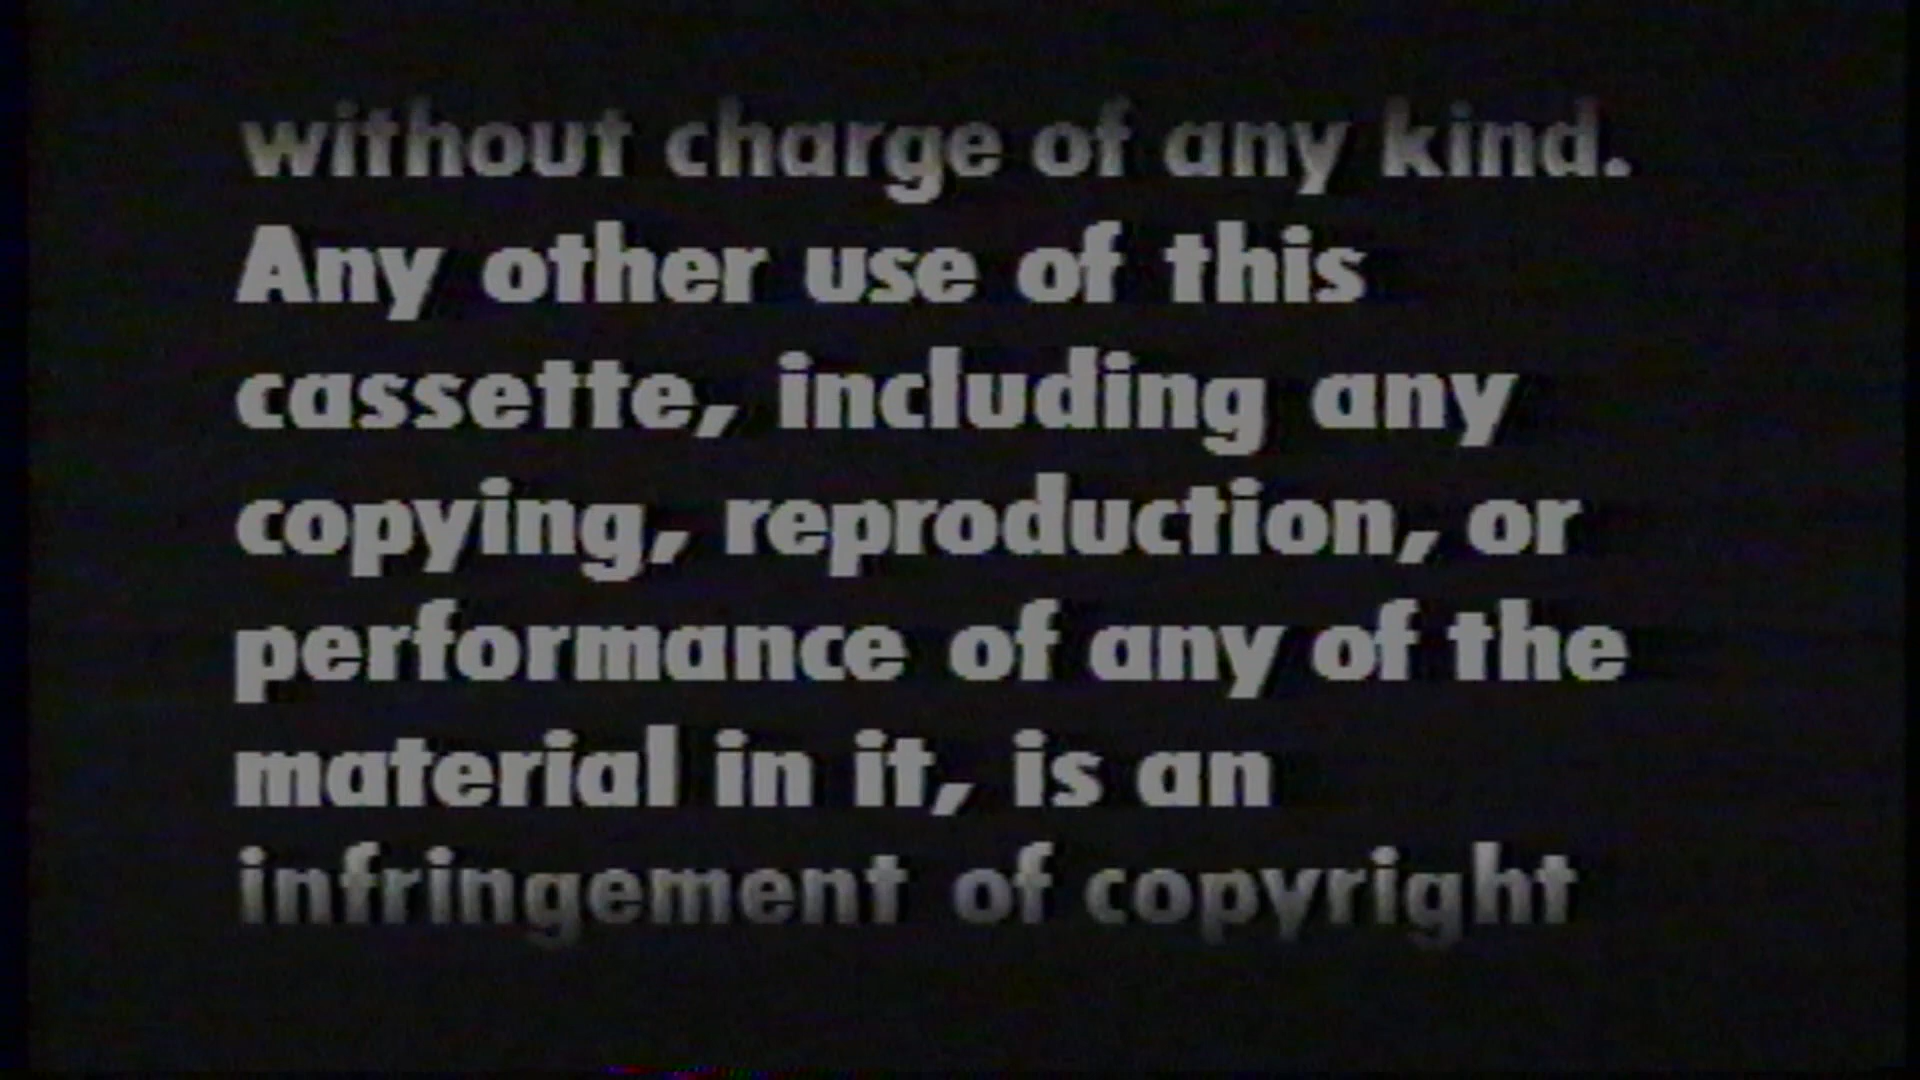 without charge of any kind.
Any other use of this
cassette, including any
copying, reproduction, or
performance of any of the
material in it, is an
infringement of copyright